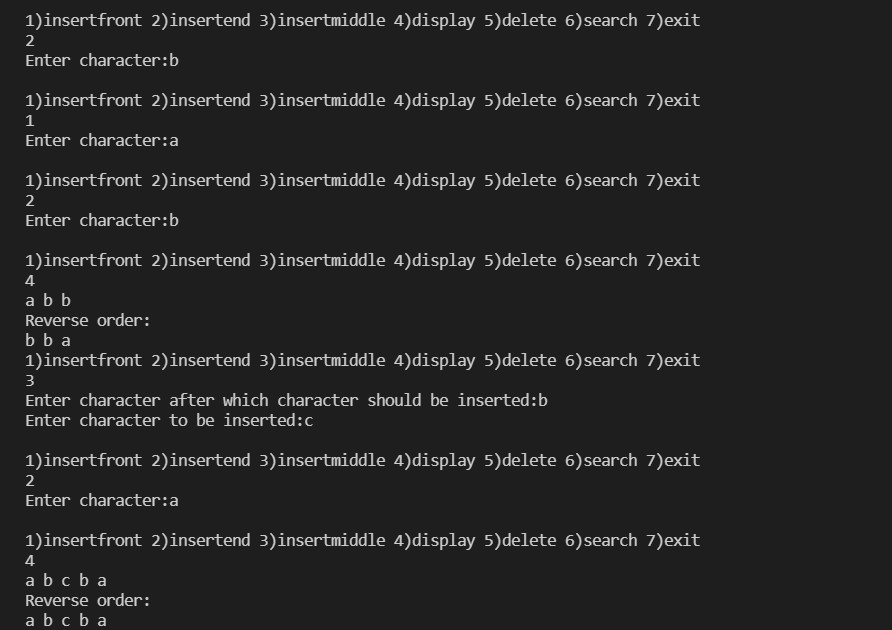 1)insertfront 2)insertend 3)insertmiddle 4)display 5)delete 6)search 7)exit
2
Enter character:b
1)insertfront 2)insertend 3)insertmiddle 4)display 5)delete 6)search 7)exit
1
Enter character:a
1)insertfront 2)insertend 3)insertmiddle 4)display 5)delete 6)search 7)exit
2
Enter character:b
1)insertfront 2)insertend 3)insertmiddle 4)display 5)delete 6)search 7)exit
4
a b b
Reverse order:
b b a
1)insertfront 2)insertend 3)insertmiddle 4)display 5)delete 6)search 7)exit
3
Enter character after which character should be inserted:b
Enter character to be inserted:c
1)insertfront 2)insertend 3)insertmiddle 4)display 5)delete 6)search 7)exit
2
Enter character:a
1)insertfront 2)insertend 3)insertmiddle 4)display 5)delete 6)search 7)exit
4
a b c b a
Reverse order:
a b c b a